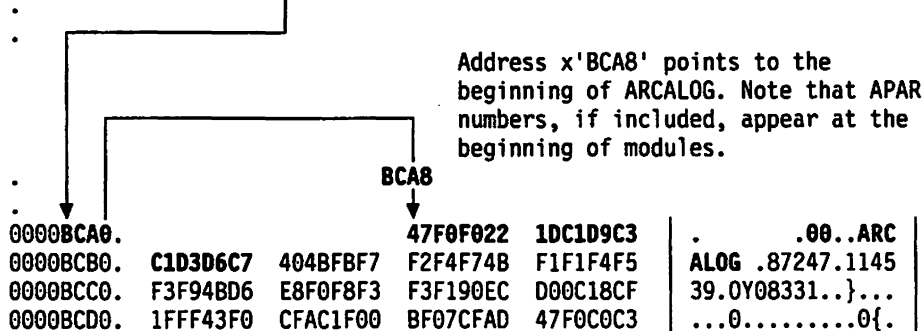 Address x'BCA8' points to the
beginning of ARCALOG. Note that APAR
numbers, if included, appear at the
beginning of modules.
BCA8
0000BCA0. 47F0F022 1DC1D9C3 . .00..ARC
0000BCB0. C1D3D6C7 404BFBF7 F2F4F74B F1F1F4F5 ALOG .87247.1145
0000BCC0. F3F94BD6 E8F0F8F3 F3F190EC D00C18CF 39.0Y08331..}...
0000BCD0. 1FFF43F0 CFAC1F00 BF07CFAD 47F0C0C3 ...0.........0{.